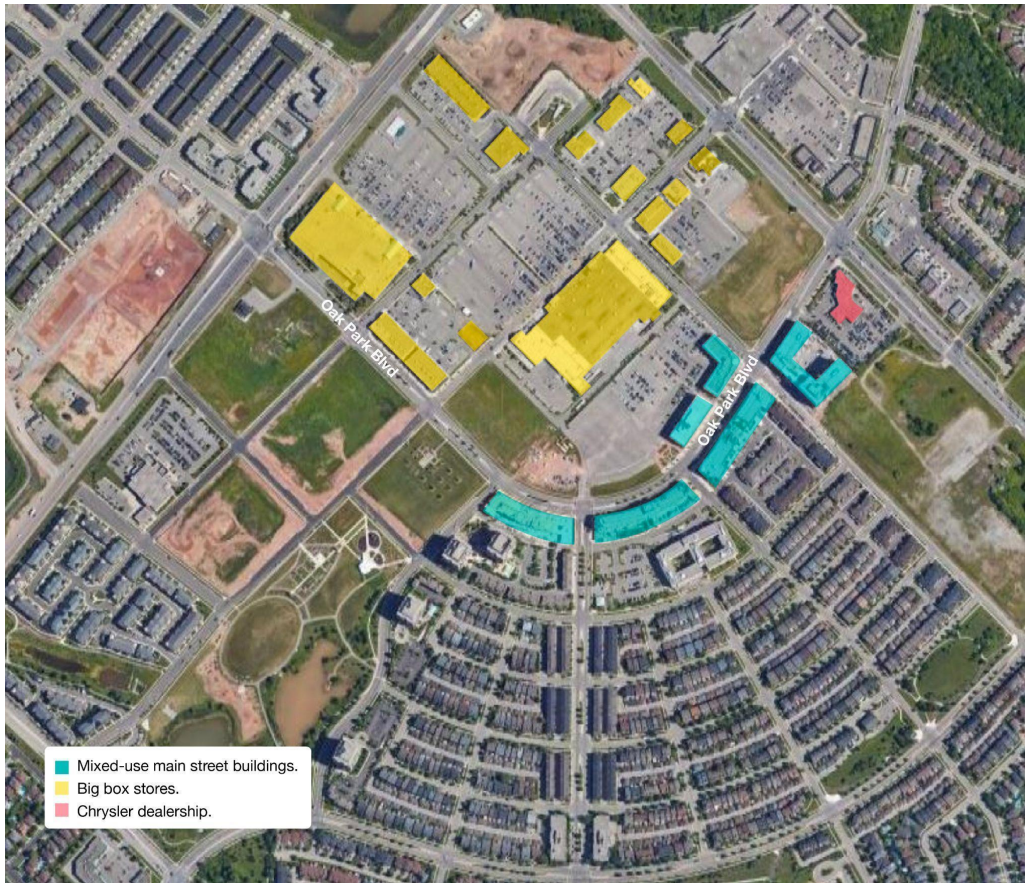 Oak Park Blvd
Oak Park Blvd
Mixed-use main street buildings.
Big box stores.
Chrysler dealership.